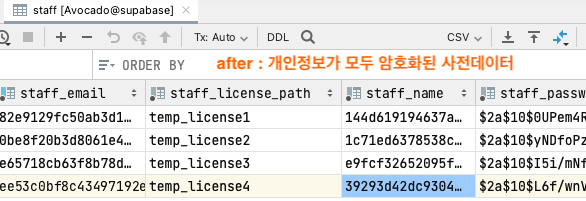 staff [Avocado@supabase]
Tx: Auto DDL CSV
ORDER BY after : 개인정보가 모두 암호화된 사전데이터
staff_email staff_license_path staff_name staff_passw
82e9129fc50ab3d1… temp_license1 144d619194637a… $2a$10$0UPem4R
0be8f20b3d8061e4… temp_license2 1c71ed6378538c… $2a$10$yNDfoPz
e65718cb63f8b78d… temp_license3 e9fcf32652095f… $2a$10$I5i/mNf
ee53c0bf8c43497192e temp_license4 39293d42dc9304… $2a$10$L6f/wnV